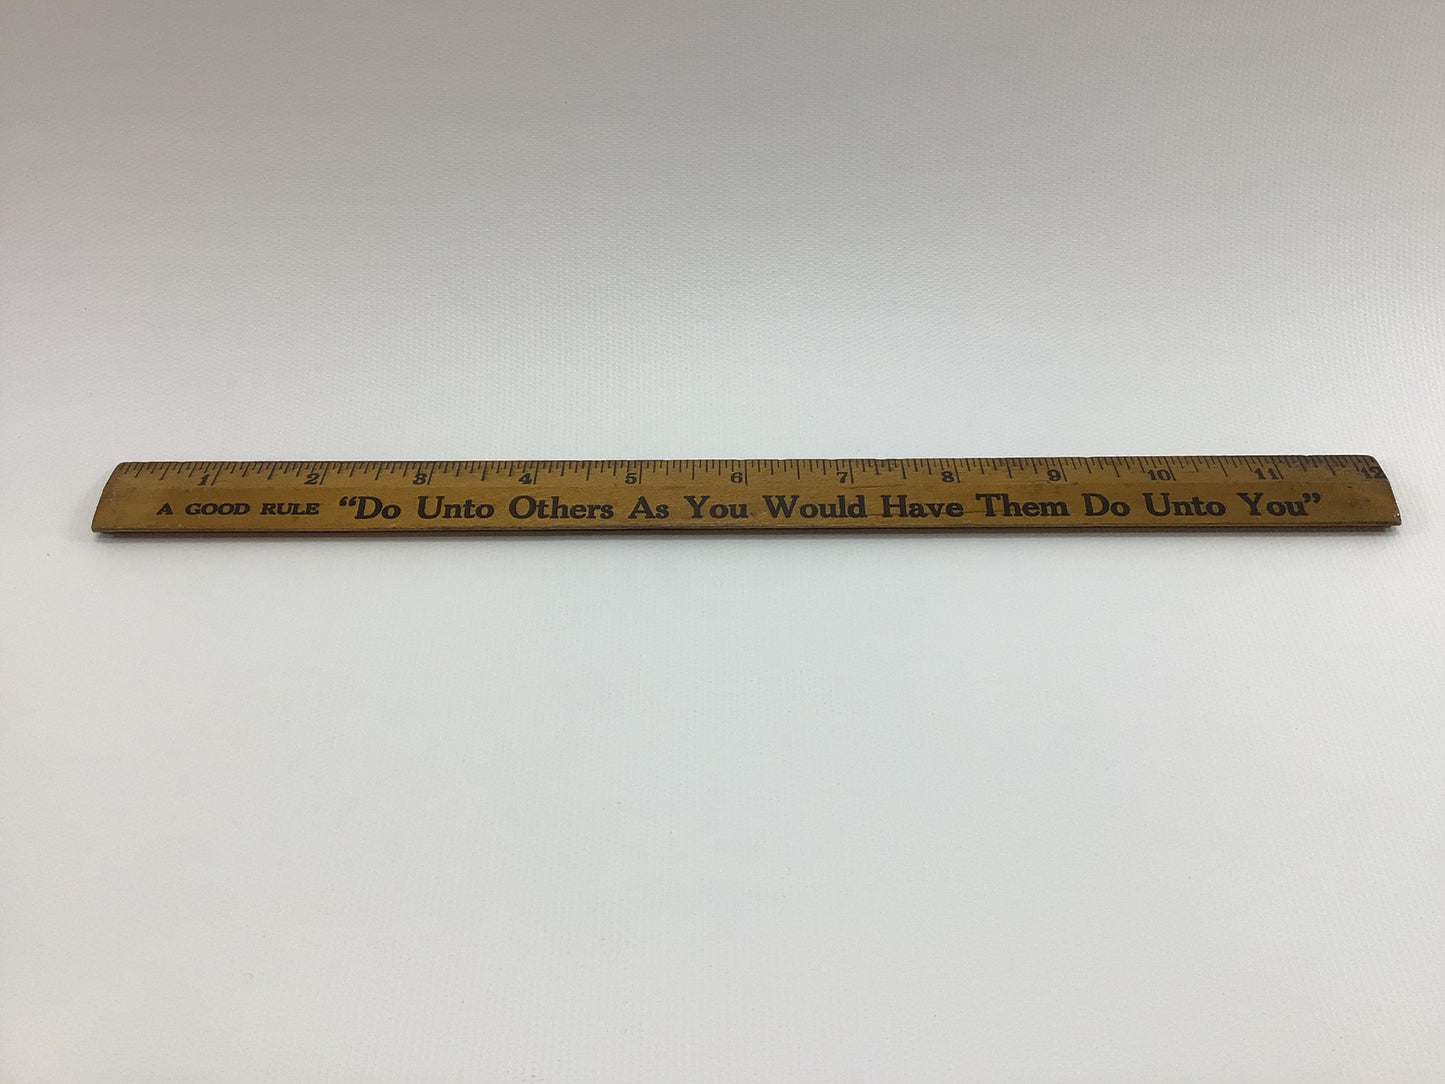 1 2 3 4 5 6 7 8 9 10 11 12
A GOOD RULE “Do Unto Others As You Would Have Them Do Unto You”